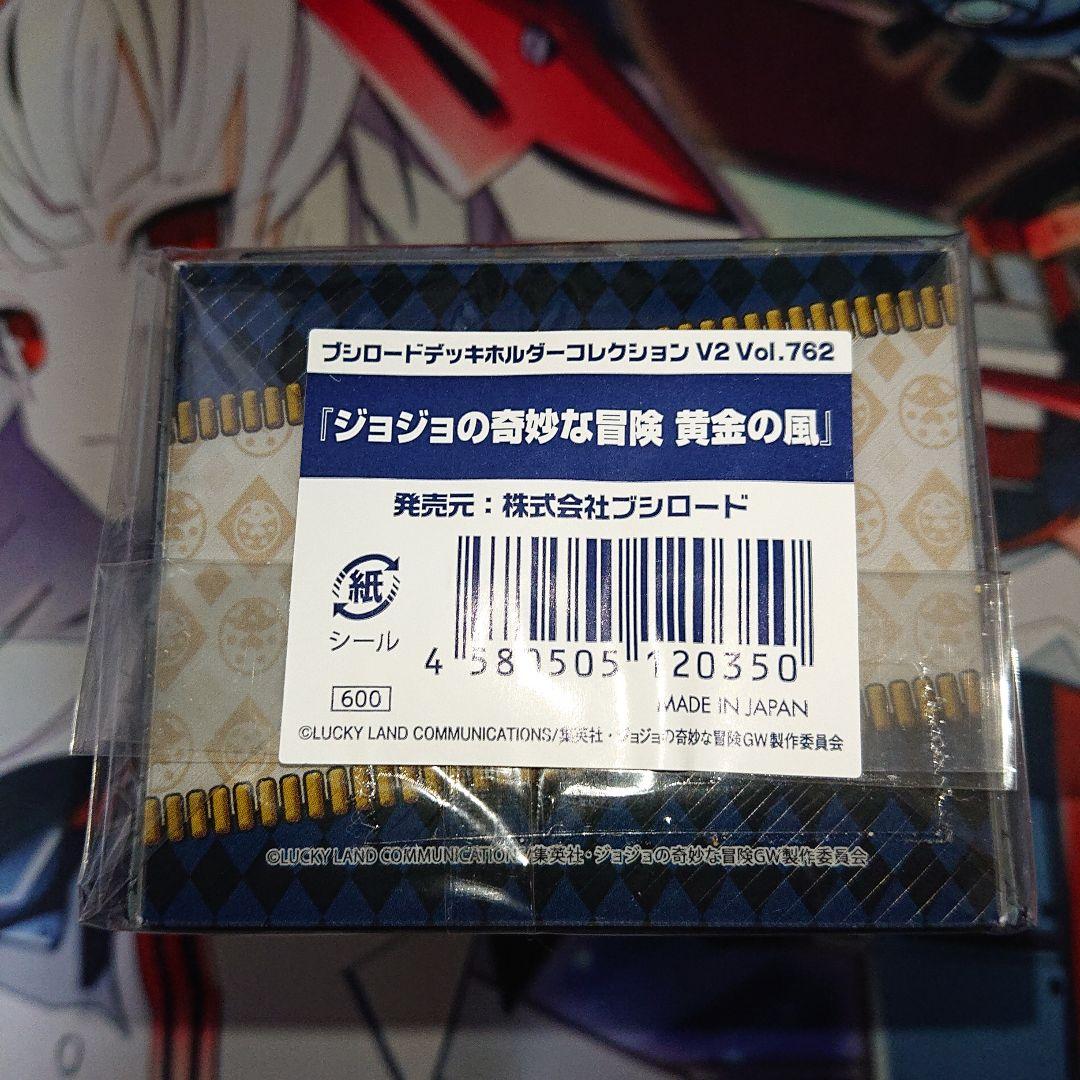 ブシロードデッキホルダーコレクション V2 Vol.762
『ジョジョの奇妙な冒険 黄金の風』
発売元：株式会社ブシロード
紙
シール
4 580505 120350
600
MADE IN JAPAN
©LUCKY LAND COMMUNICATIONS/集英社・ジョジョの奇妙な冒険GW製作委員会
©LUCKY LAND COMMUNICATIONS/集英社・ジョジョの奇妙な冒険GW製作委員会